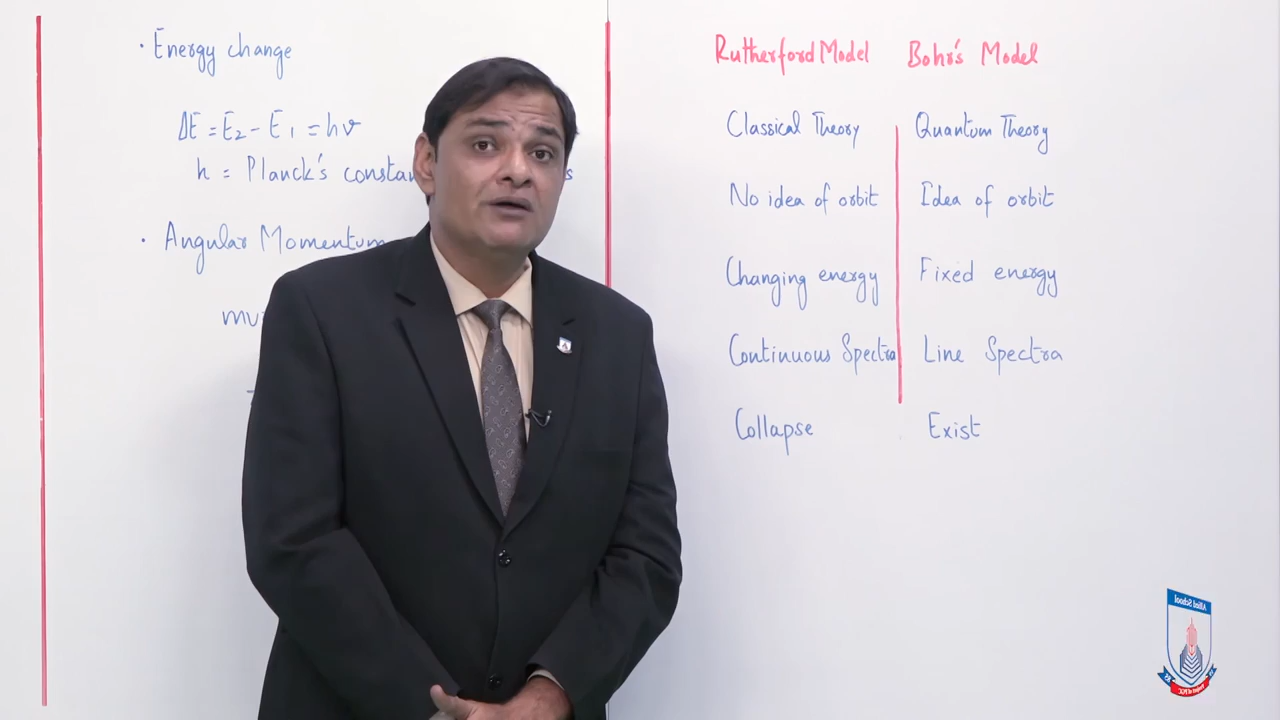 · Energy change
ΔE = E₂ - E₁ = hν
h = Planck's
· Angular Momentum
Rutherford Model Bohr's Model
Classical Theory Quantum Theory
No idea of orbit Idea of orbit
Changing energy Fixed energy
Continuous Spectra Line Spectra
Collapse Exist